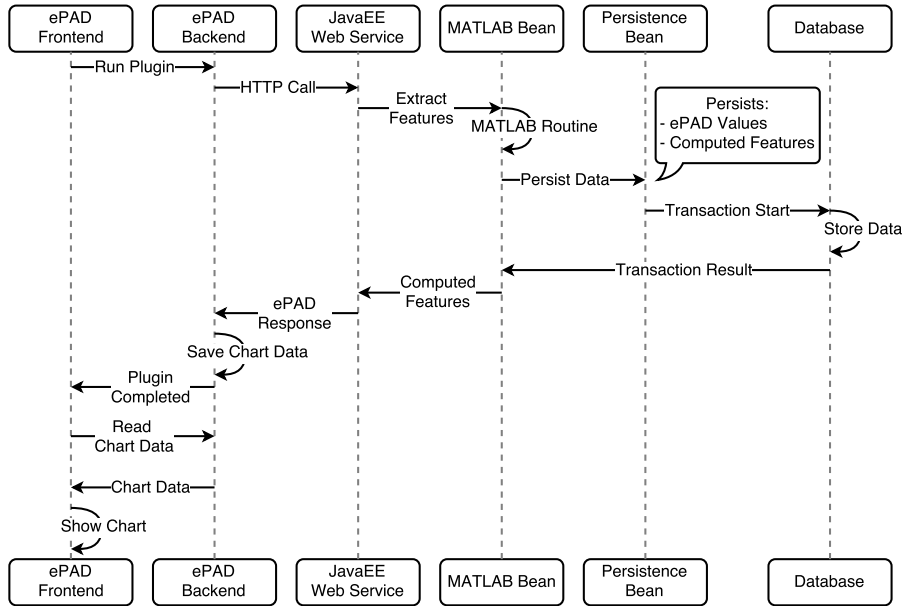 ePAD
Frontend
ePAD
Backend
JavaEE
Web Service
MATLAB Bean
Persistence
Bean
Database
Run Plugin
HTTP Call
Extract
Features
MATLAB Routine
Persists:
- ePAD Values
- Computed Features
Persist Data
Transaction Start
Store Data
Transaction Result
Computed
Features
ePAD
Response
Save Chart Data
Plugin
Completed
Read
Chart Data
Chart Data
Show Chart
ePAD
Frontend
ePAD
Backend
JavaEE
Web Service
MATLAB Bean
Persistence
Bean
Database